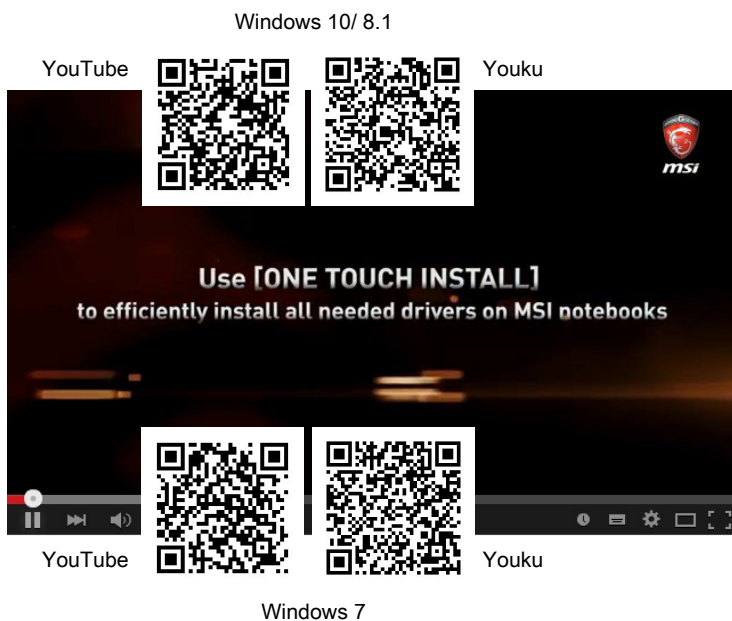 Windows 10/ 8.1
YouTube
Youku
msi
Use [ONE TOUCH INSTALL]
to efficiently install all needed drivers on MSI notebooks
YouTube
Youku
Windows 7